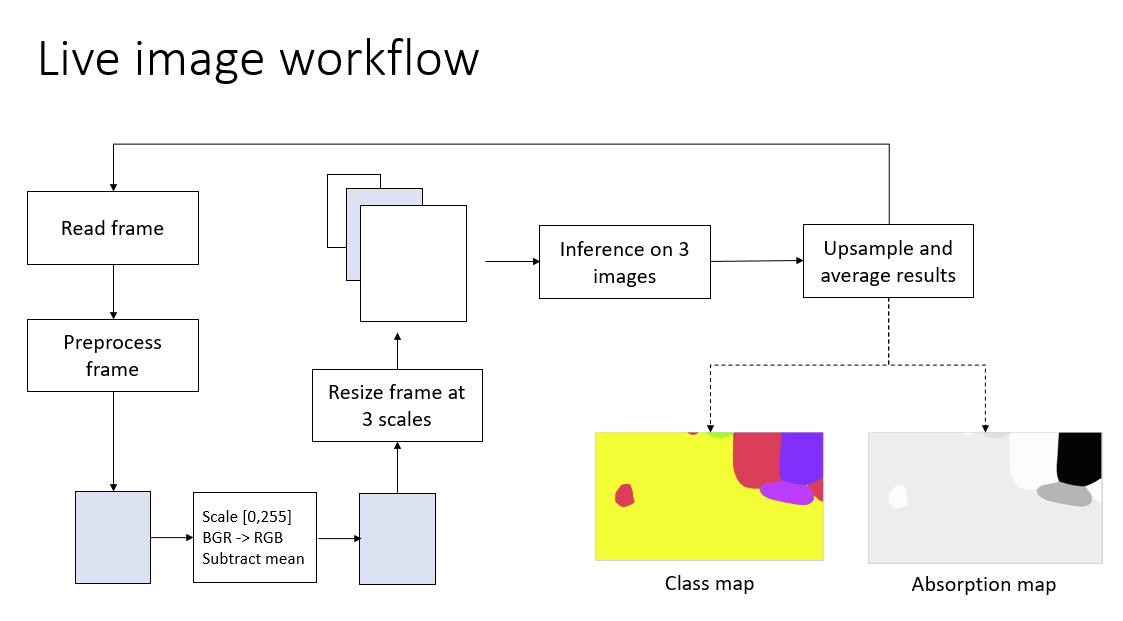 Live image workflow
Read frame
Preprocess
frame
Scale [0,255]
BGR -> RGB
Subtract mean
Resize frame at
3 scales
Inference on 3
images
Upsample and
average results
Class map
Absorption map